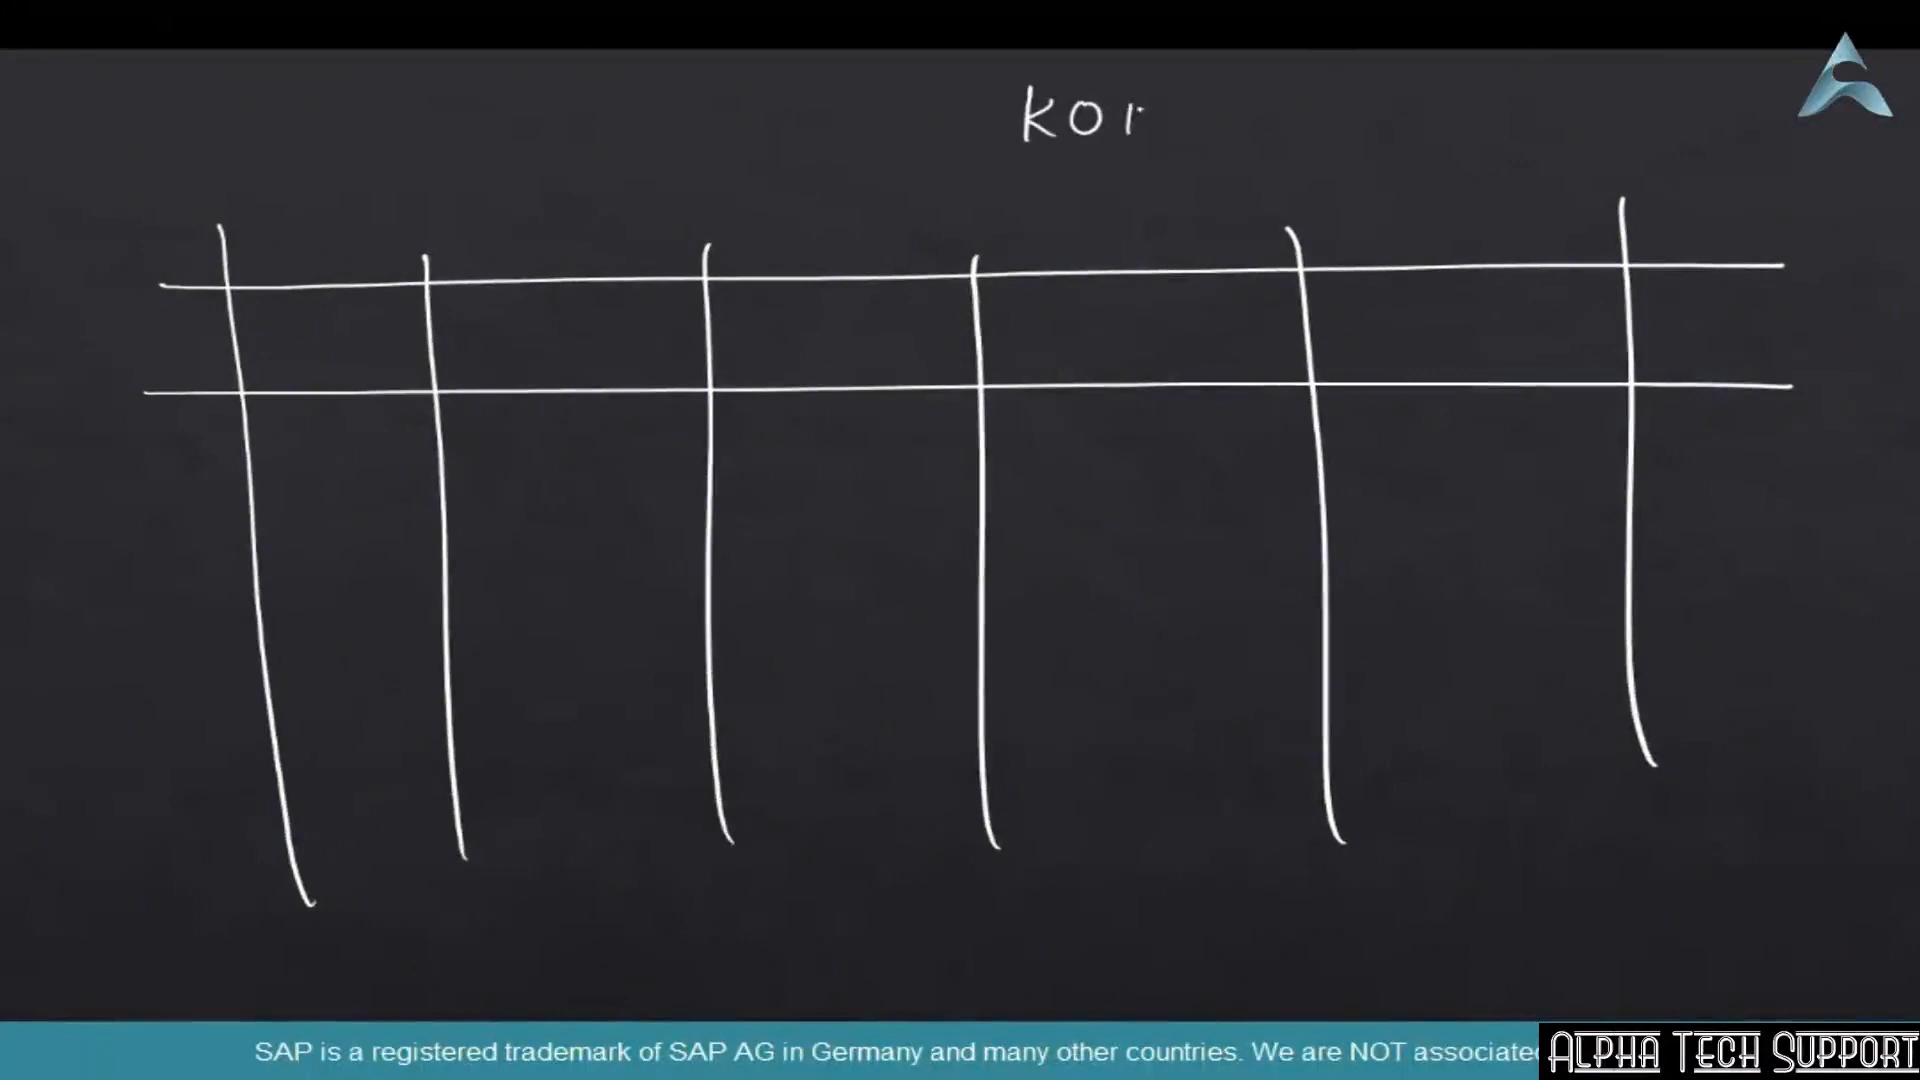 kor
SAP is a registered trademark of SAP AG in Germany and many other countries. We are NOT associated
ALPHA TECH SUPPORT